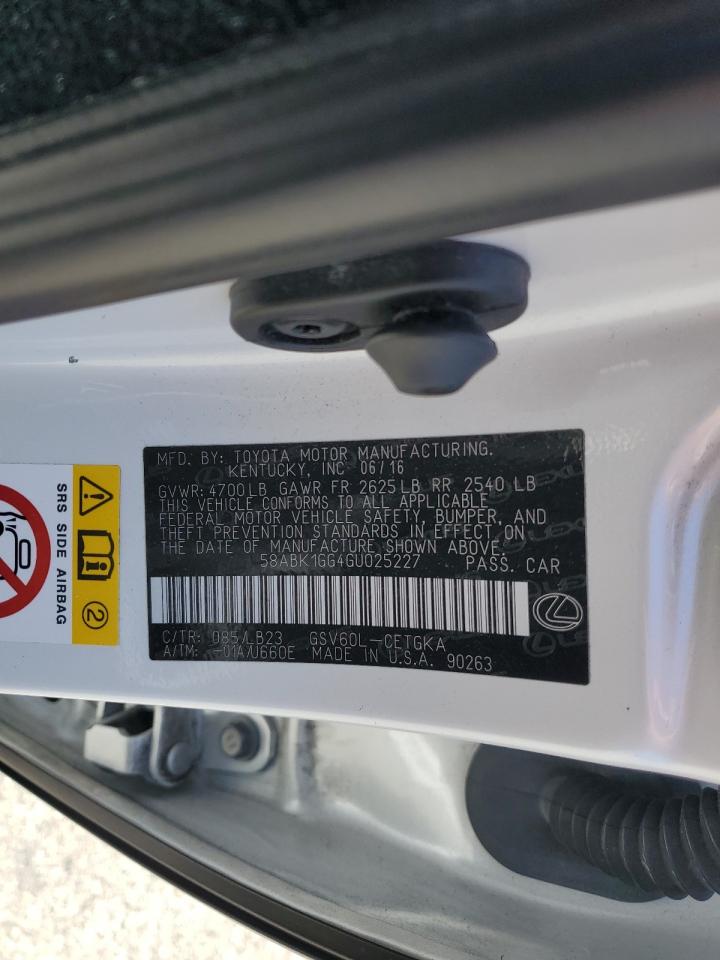 MFD. BY: TOYOTA MOTOR MANUFACTURING.
KENTUCKY, INC 06/16
GVWR: 4700 LB GAWR FR 2625 LB RR 2540 LB
THIS VEHICLE CONFORMS TO ALL APPLICABLE
FEDERAL MOTOR VEHICLE SAFETY, BUMPER, AND
THEFT PREVENTION STANDARDS IN EFFECT ON
THE DATE OF MANUFACTURE SHOWN ABOVE.
58ABK1GG4GU025227 PASS. CAR
C/TR: 085/LB23 GSV60L-CETGKA
A/TM: -01A/U660E MADE IN U.S.A. 90263
SRS SIDE AIRBAG
2